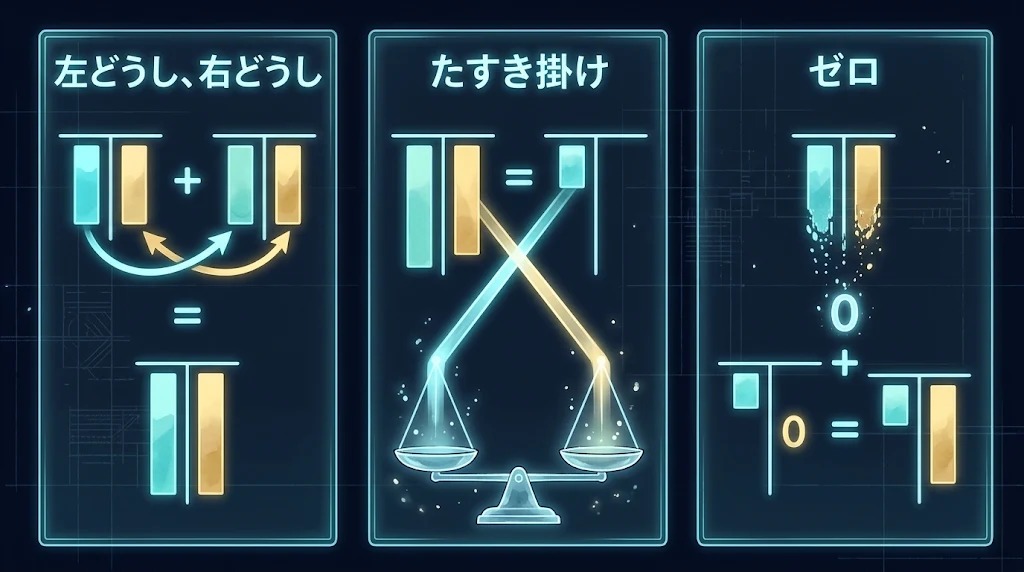 左どうし、右どうし
+
=
たすき掛け
=
ゼロ
0
+
0 =